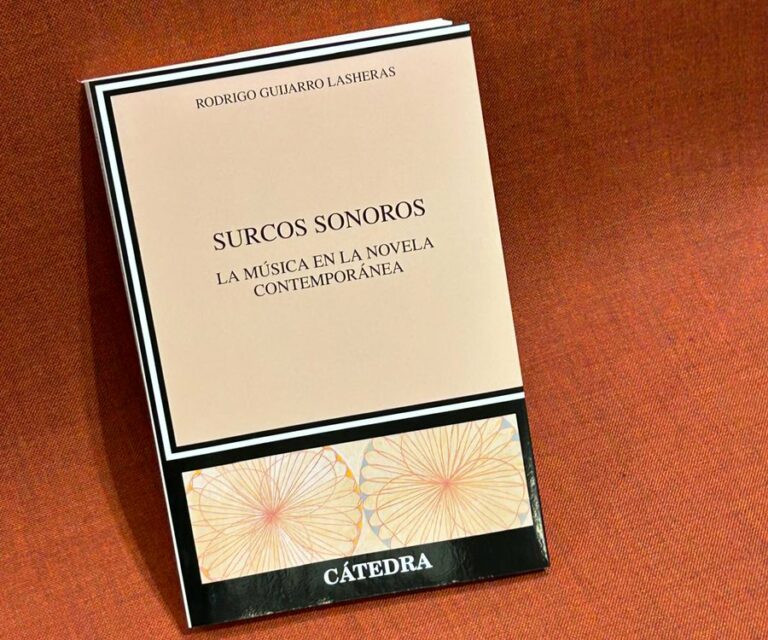 RODRIGO GUIJARRO LASHERAS
SURCOS SONOROS
LA MÚSICA EN LA NOVELA
CONTEMPORÁNEA
CÁTEDRA